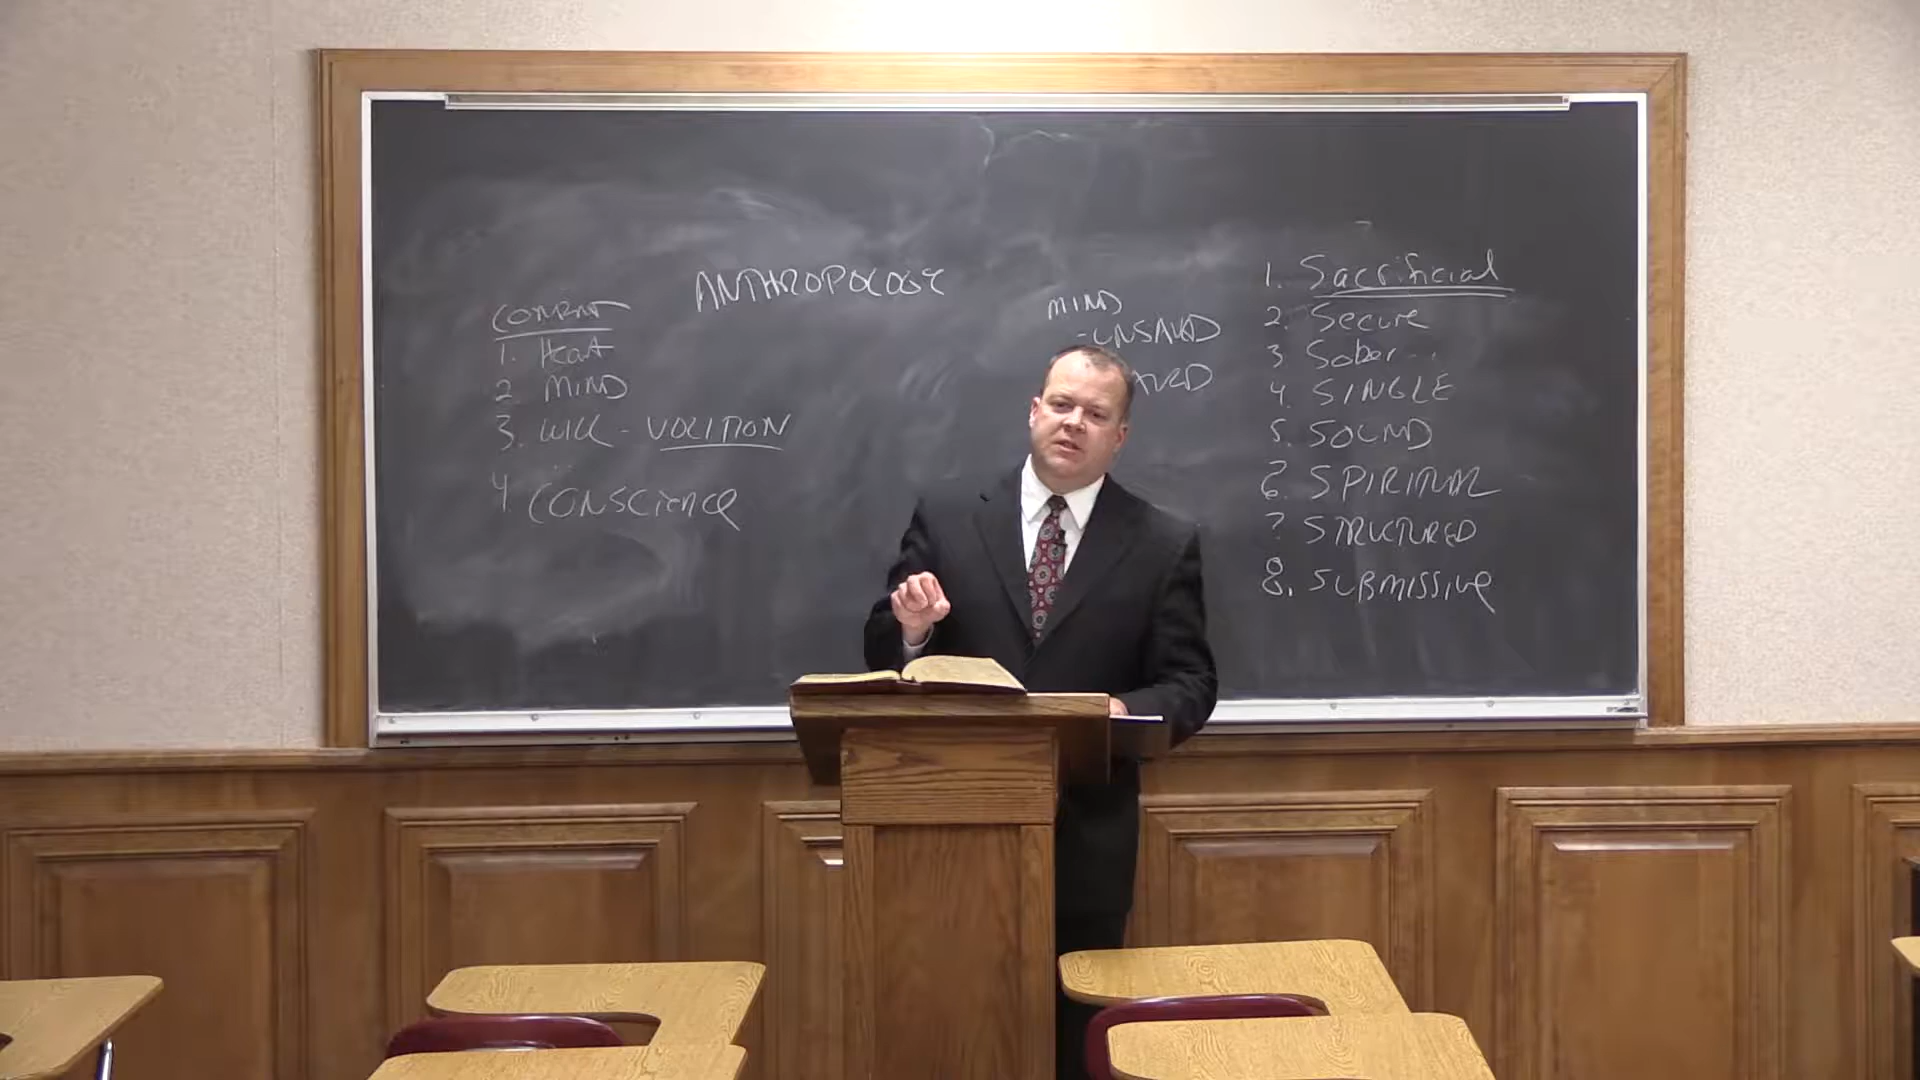 ANTHROPOLOGY
1. Heart
2 MIND
3. WILL - VOLITION
4. CONSCIENCE
MIND
- UNSAVED
AVED
1. Sacrificial
2. Secure
3 Sober
4. SINGLE
5. SOUND
6. SPIRITUAL
7 STRUCTURED
8. SUBMISSIVE